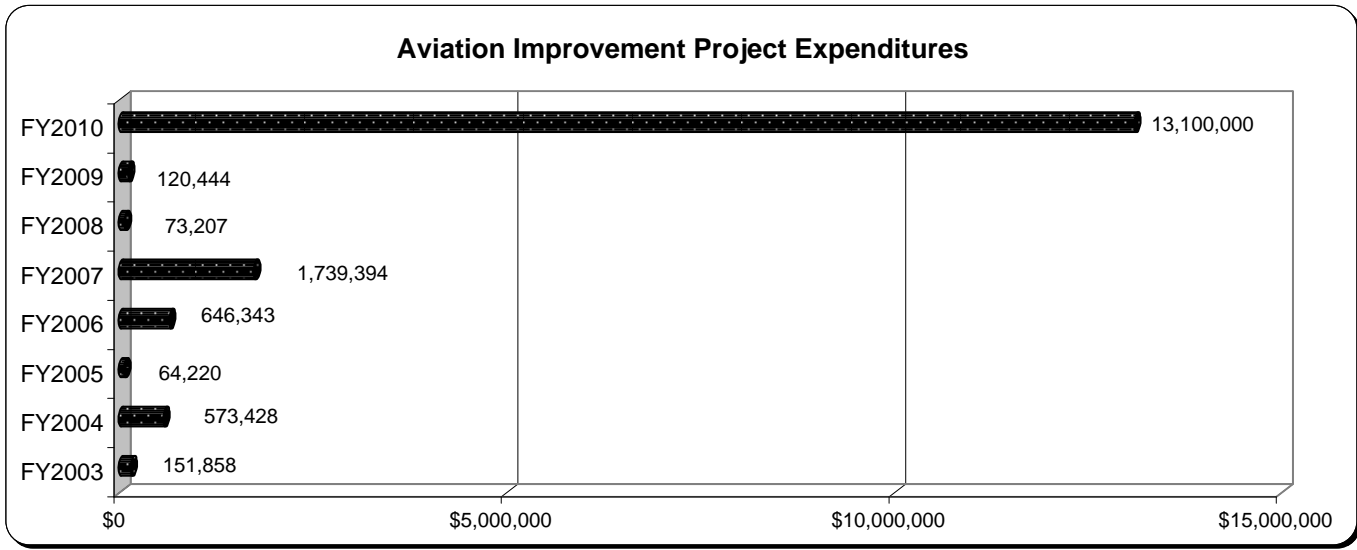 Aviation Improvement Project Expenditures
FY2010 13,100,000
FY2009 120,444
FY2008 73,207
FY2007 1,739,394
FY2006 646,343
FY2005 64,220
FY2004 573,428
FY2003 151,858
$0 $5,000,000 $10,000,000 $15,000,000